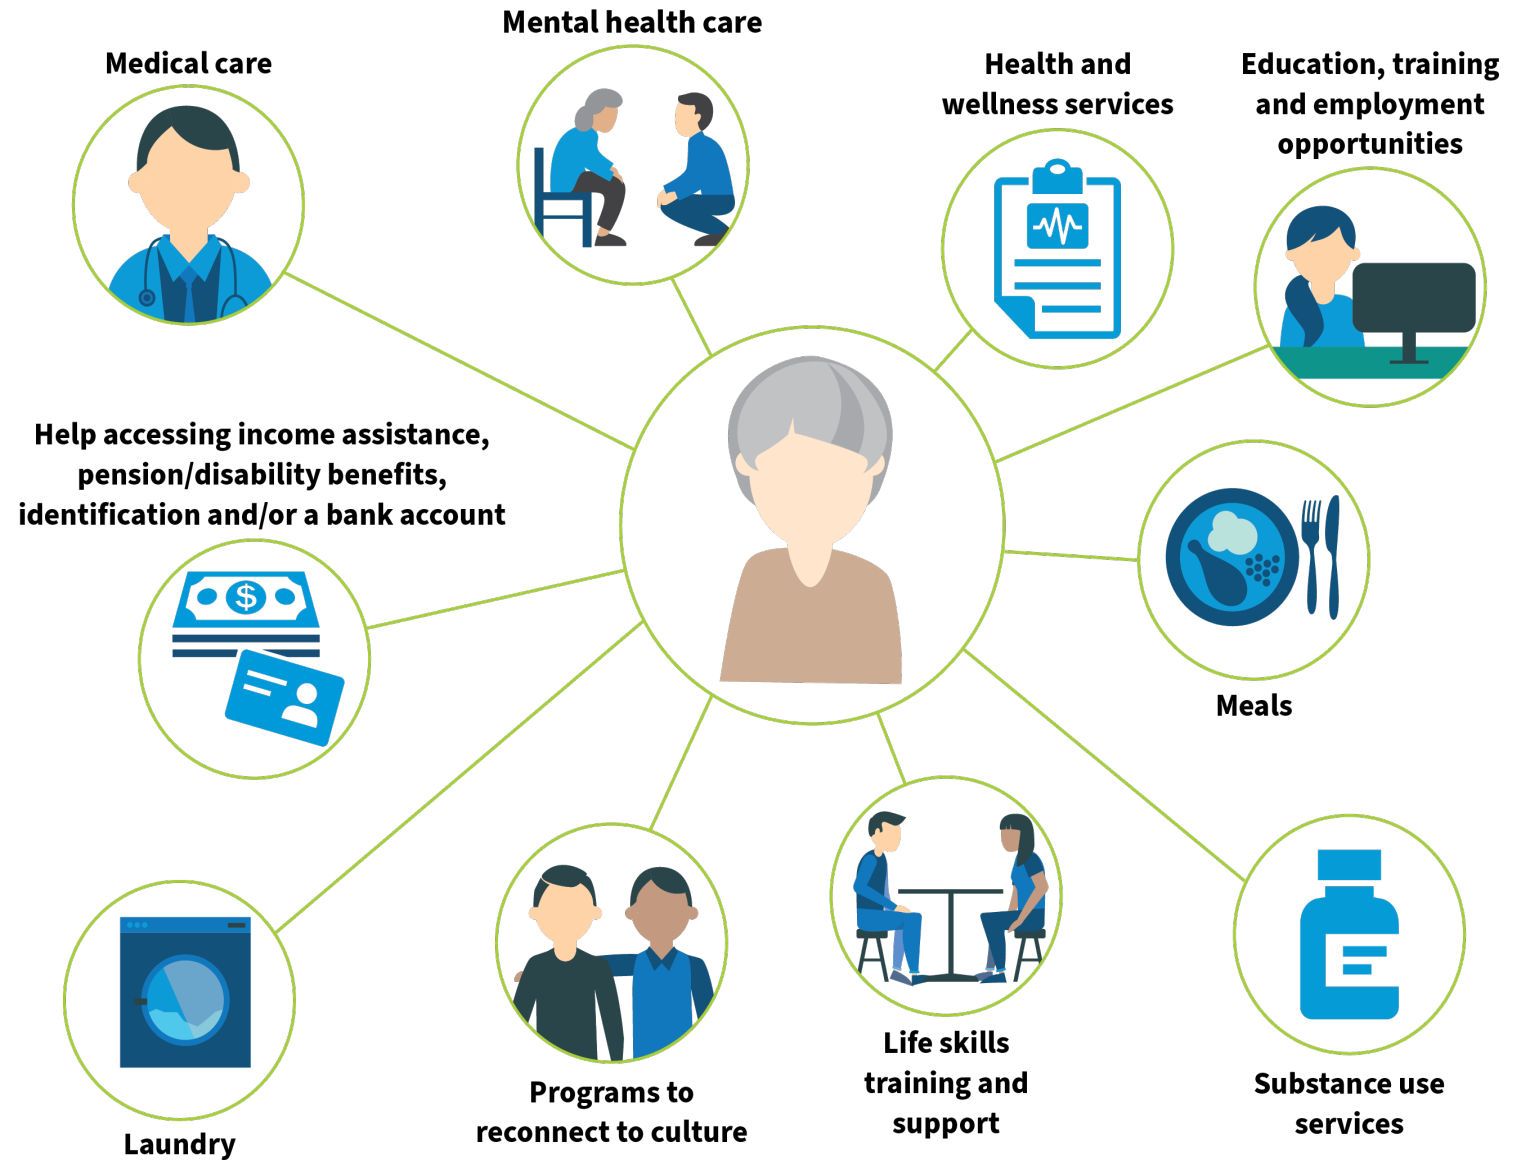 Mental health care
Medical care
Health and
wellness services
Education, training
and employment
opportunities
Help accessing income assistance,
pension/disability benefits,
identification and/or a bank account
$
Meals
Life skills
training and
support
Substance use
services
Programs to
reconnect to culture
Laundry